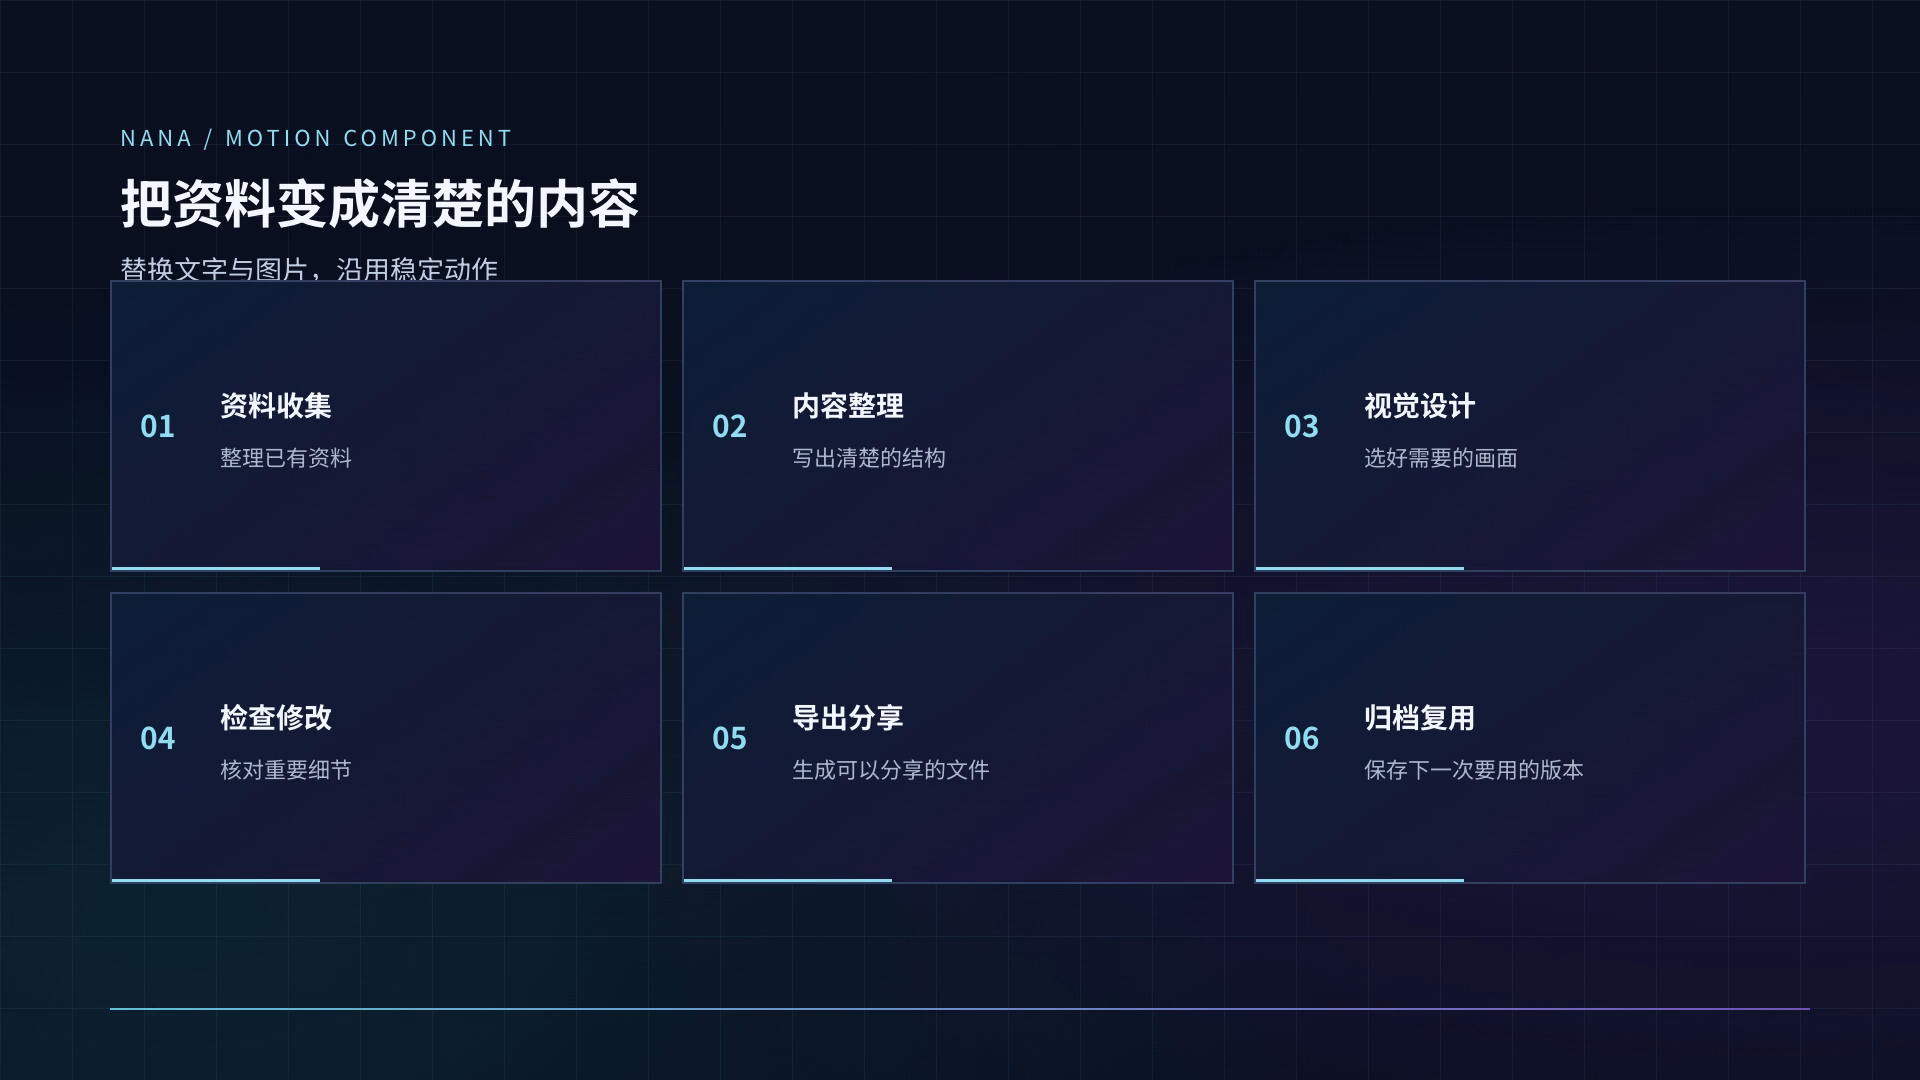 NANA / MOTION COMPONENT
把资料变成清楚的内容
替换文字与图片，沿用稳定动作
01
资料收集
整理已有资料
02
内容整理
写出清楚的结构
03
视觉设计
选好需要的画面
04
检查修改
核对重要细节
05
导出分享
生成可以分享的文件
06
归档复用
保存下一次要用的版本